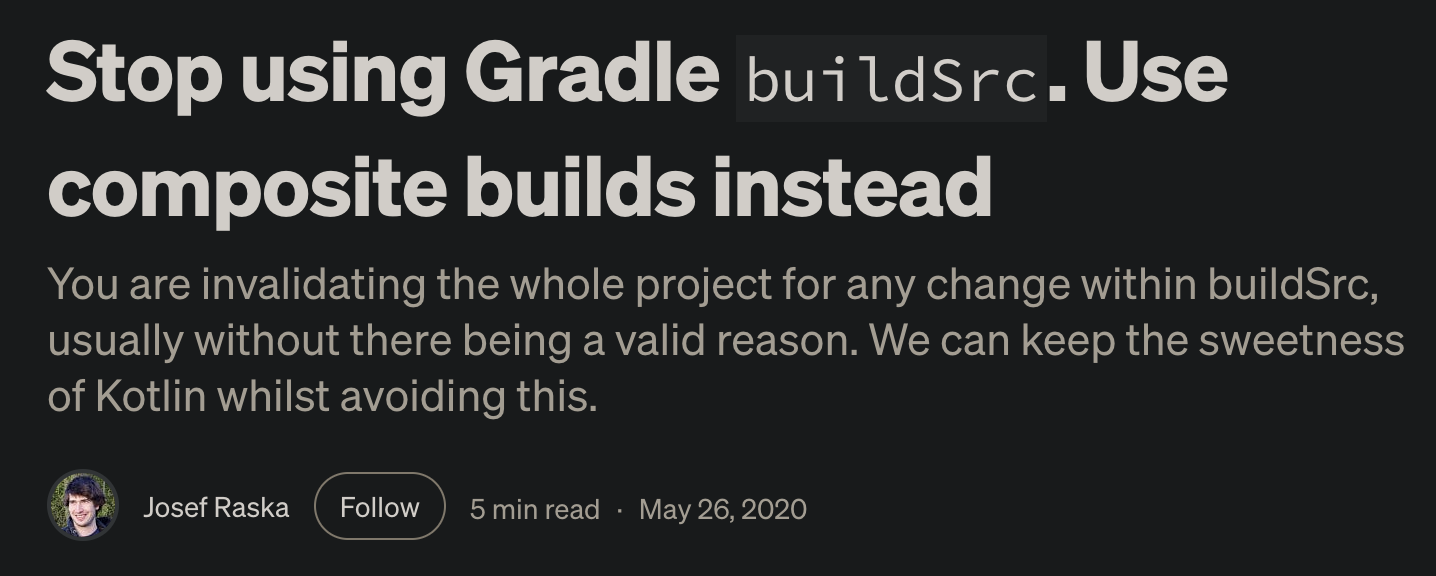 Stop using Gradle buildSrc. Use
composite builds instead
You are invalidating the whole project for any change within buildSrc,
usually without there being a valid reason. We can keep the sweetness
of Kotlin whilst avoiding this.
Josef Raska Follow 5 min read · May 26, 2020